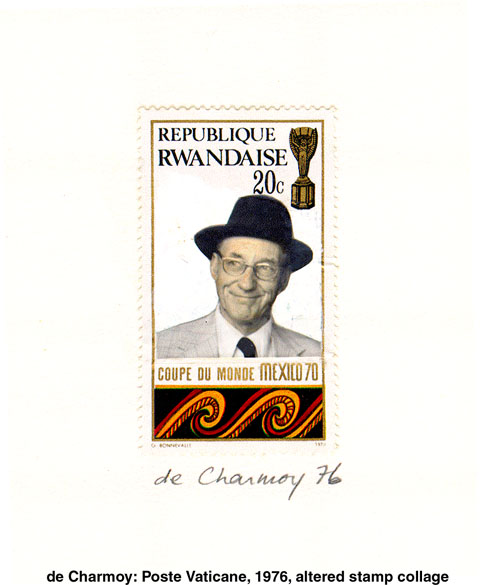 REPUBLIQUE
RWANDAISE
20c
COUPE DU MONDE MEXICO 70
G. BONNEVALLE
de Charmoy 76
de Charmoy: Poste Vaticane, 1976, altered stamp collage